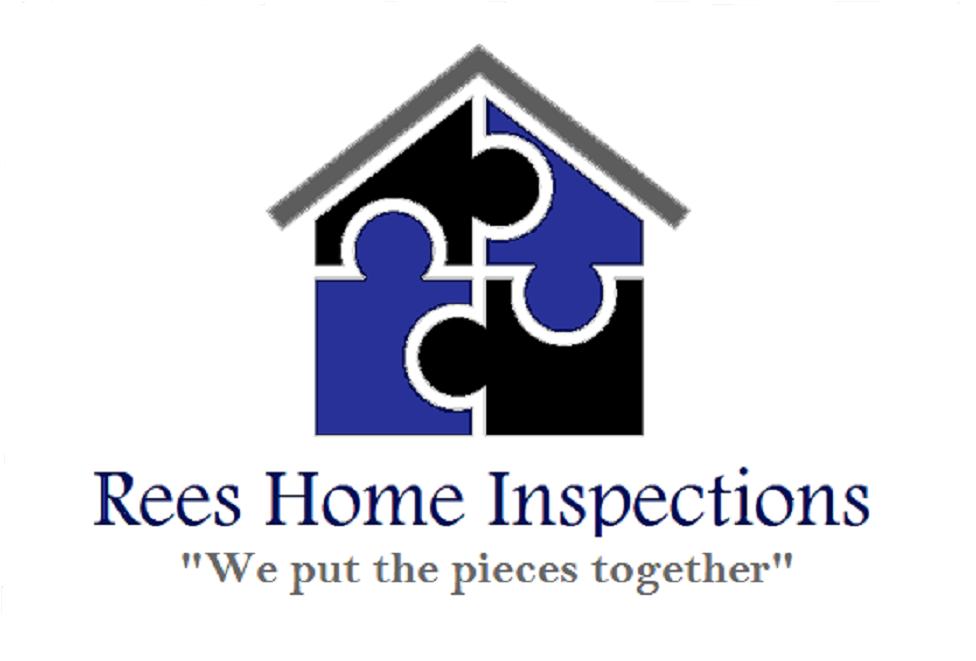 Rees Home Inspections
"We put the pieces together"